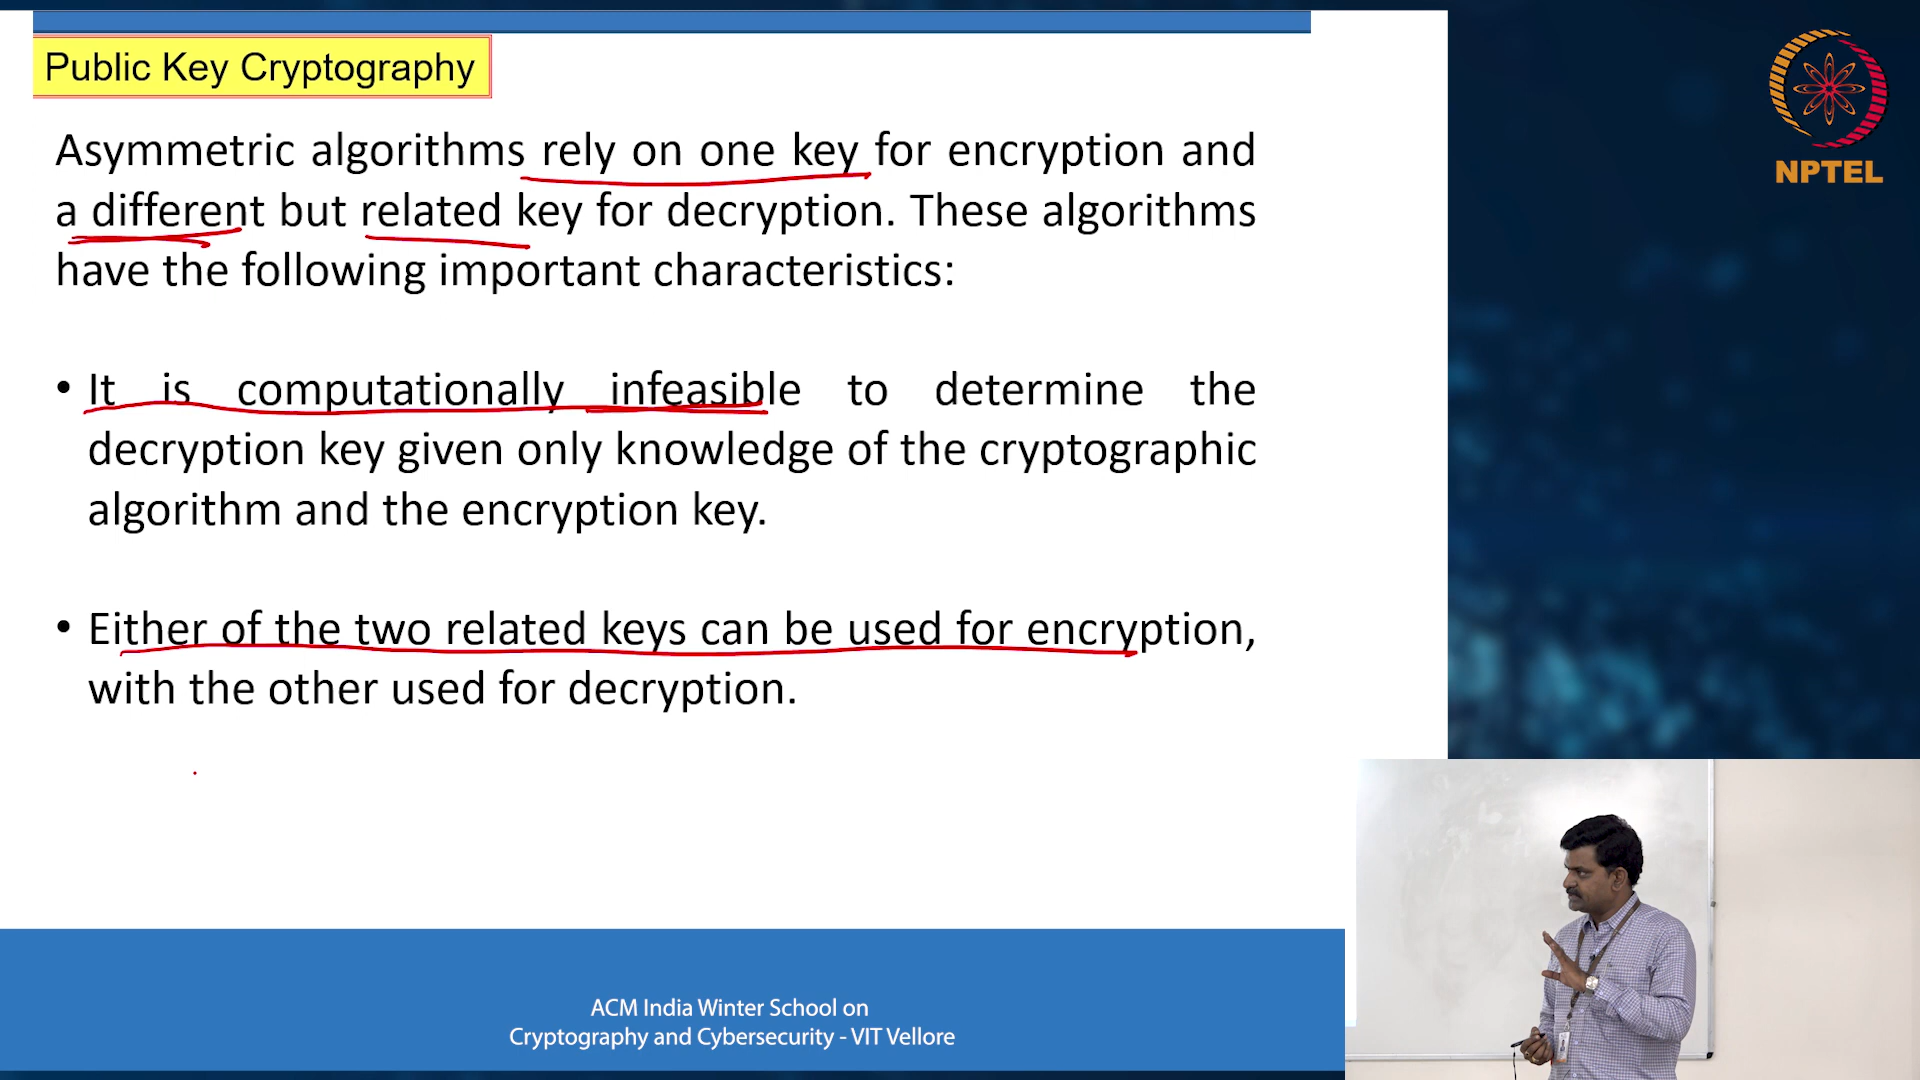 Public Key Cryptography
NPTEL
Asymmetric algorithms rely on one key for encryption and
a different but related key for decryption. These algorithms
have the following important characteristics:
• It is computationally infeasible to determine the
decryption key given only knowledge of the cryptographic
algorithm and the encryption key.
• Either of the two related keys can be used for encryption,
with the other used for decryption.
ACM India Winter School on
Cryptography and Cybersecurity - VIT Vellore